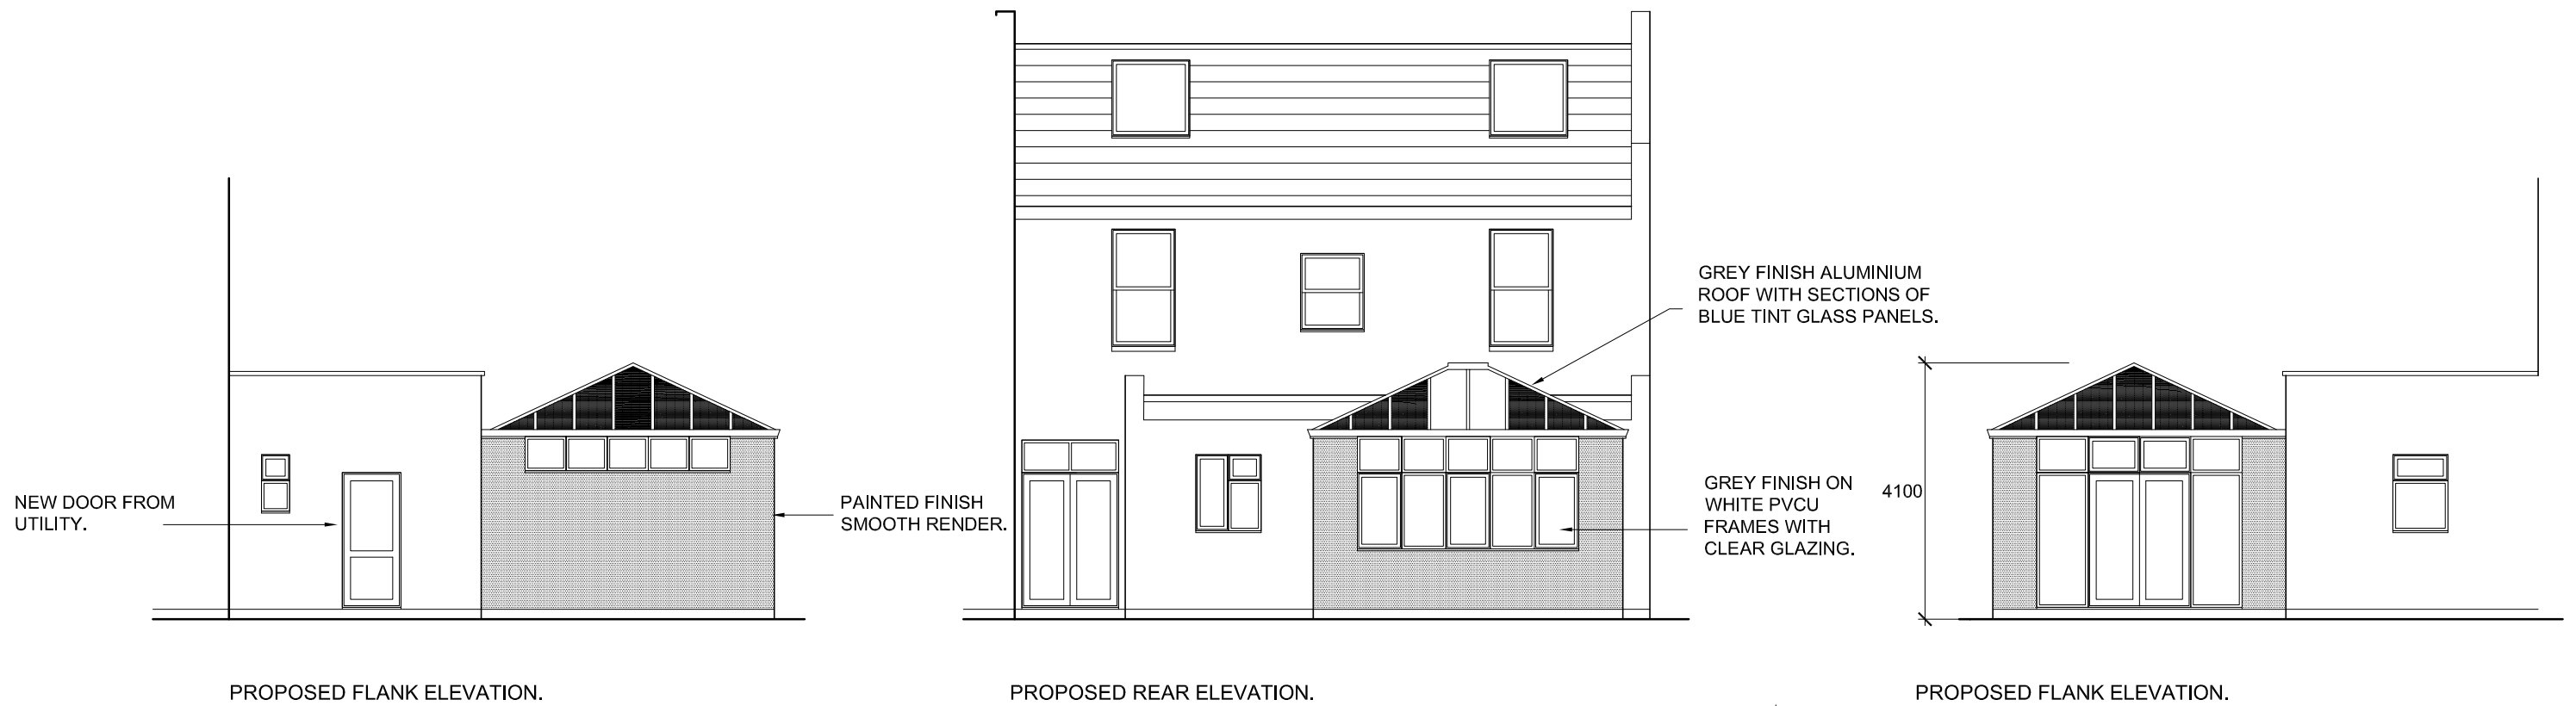 NEW DOOR FROM
UTILITY.
PAINTED FINISH
SMOOTH RENDER.
GREY FINISH ALUMINIUM
ROOF WITH SECTIONS OF
BLUE TINT GLASS PANELS.
GREY FINISH ON
WHITE PVCU
FRAMES WITH
CLEAR GLAZING.
4100
PROPOSED FLANK ELEVATION.
PROPOSED REAR ELEVATION.
PROPOSED FLANK ELEVATION.